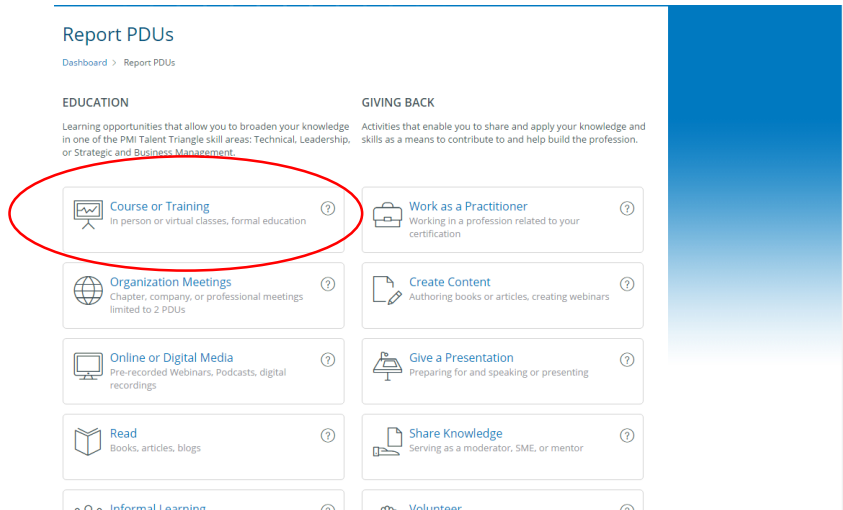 Report PDUs
Dashboard > Report PDUs
EDUCATION
Learning opportunities that allow you to broaden your knowledge
in one of the PMI Talent Triangle skill areas: Technical, Leadership,
or Strategic and Business Management.
Course or Training
In person or virtual classes, formal education
?
Organization Meetings
Chapter, company, or professional meetings
limited to 2 PDUs
?
Online or Digital Media
Pre-recorded Webinars, Podcasts, digital
recordings
?
Read
Books, articles, blogs
?
Informal Learning
?
GIVING BACK
Activities that enable you to share and apply your knowledge and
skills as a means to contribute to and help build the profession.
Work as a Practitioner
Working in a profession related to your
certification
?
Create Content
Authoring books or articles, creating webinars
?
Give a Presentation
Preparing for and speaking or presenting
?
Share Knowledge
Serving as a moderator, SME, or mentor
?
Volunteer
?